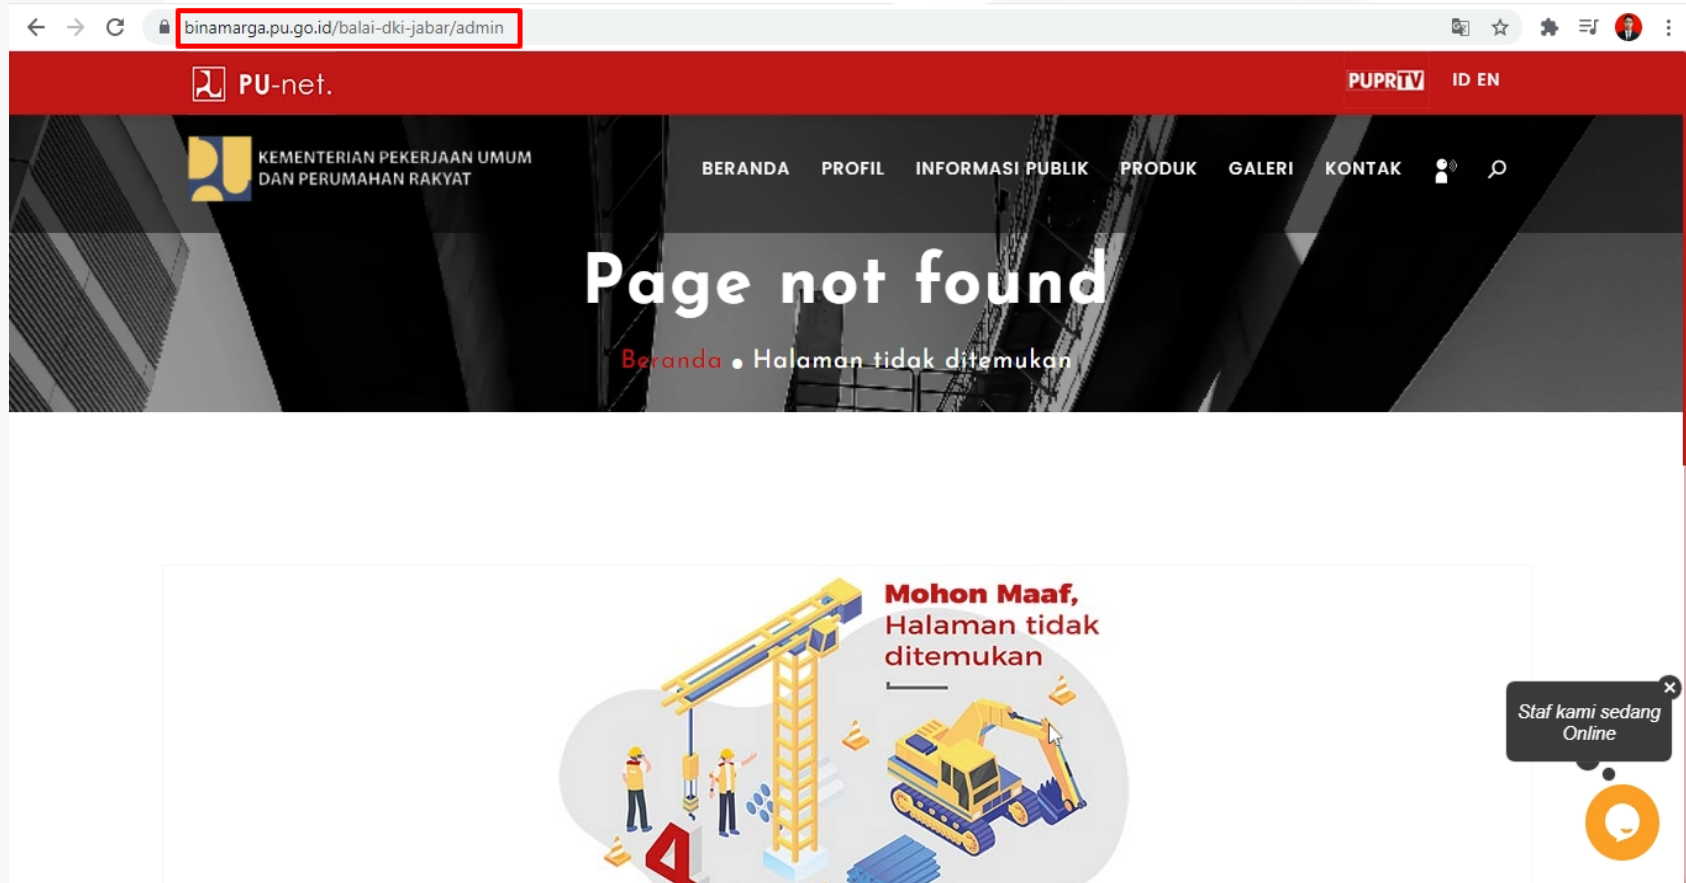 binamarga.pu.go.id/balai-dki-jabar/admin
PU-net.
PUPRTV
ID EN
KEMENTERIAN PEKERJAAN UMUM
DAN PERUMAHAN RAKYAT
BERANDA PROFIL INFORMASI PUBLIK PRODUK GALERI KONTAK
Page not found
Beranda ● Halaman tidak ditemukan
Mohon Maaf,
Halaman tidak
ditemukan
Staf kami sedang
Online
4